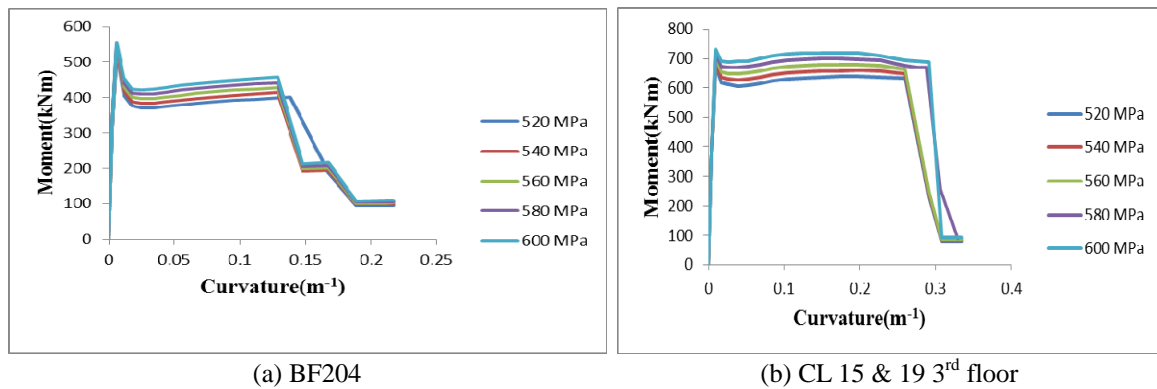 600
500
400
300
200
100
0
Moment(kNm)
0
0.05
0.1
0.15
0.2
0.25
Curvature(m-1)
520 MPa
540 MPa
560 MPa
580 MPa
600 MPa
(a) BF204
800
700
600
500
400
300
200
100
0
Moment(kNm)
0
0.1
0.2
0.3
0.4
Curvature(m-1)
520 MPa
540 MPa
560 MPa
580 MPa
600 MPa
(b) CL 15 & 19 3rd floor